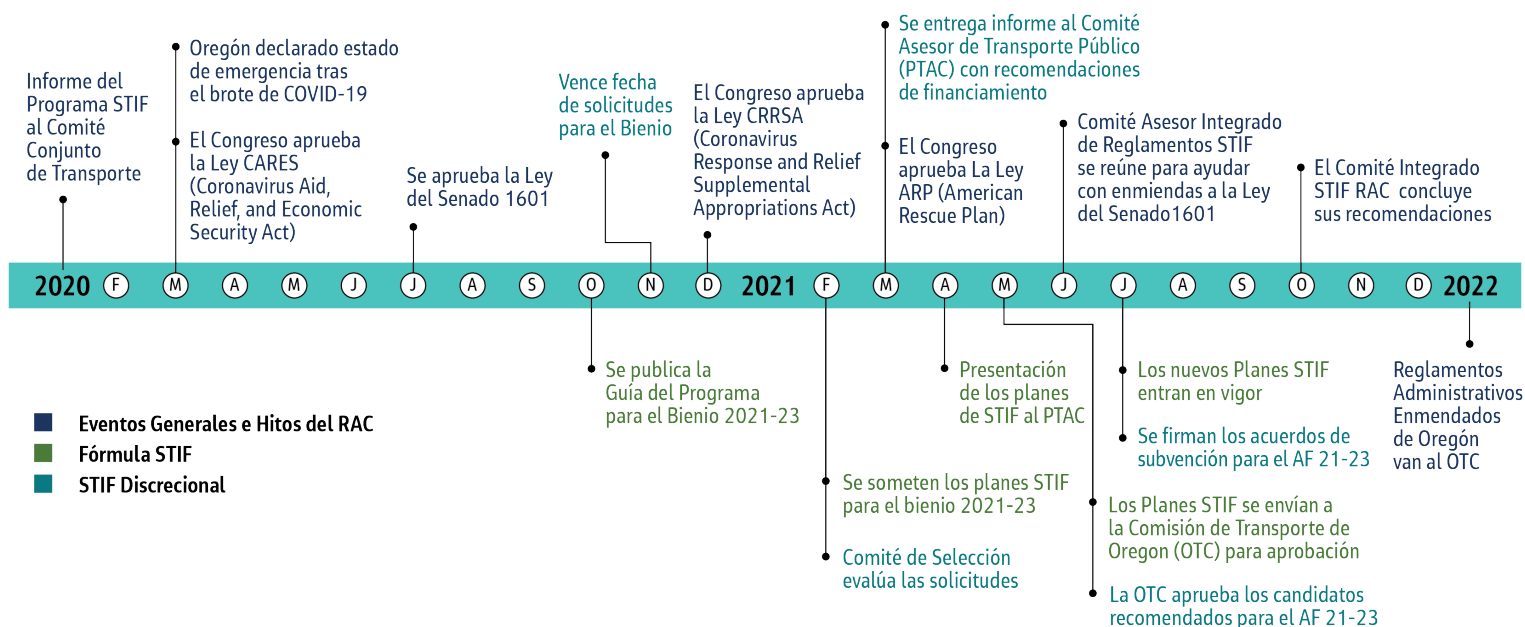 Informe del
Programa STIF
al Comité
Conjunto
de Transporte
Oregón declarado estado
de emergencia tras
el brote de COVID-19
El Congreso aprueba
la Ley CARES
(Coronavirus Aid,
Relief, and Economic
Security Act)
Se aprueba la Ley
del Senado 1601
Vence fecha
de solicitudes
para el Bienio
El Congreso aprueba
la Ley CRRSA
(Coronavirus
Response and Relief
Supplemental
Appropriations Act)
Se entrega informe al Comité
Asesor de Transporte Público
(PTAC) con recomendaciones
de financiamiento
El Congreso
aprueba La Ley
ARP (American
Rescue Plan)
Comité Asesor Integrado
de Reglamentos STIF
se reúne para ayudar
con enmiendas a la Ley
del Senado1601
El Comité Integrado
STIF RAC concluye
sus recomendaciones
2020 F M A M J J A S O N D 2021 F M A M J J A S O N D 2022
Se publica la
Guía del Programa
para el Bienio 2021-23
Se someten los planes STIF
para el bienio 2021-23
Comité de Selección
evalúa las solicitudes
Presentación
de los planes
de STIF al PTAC
Los nuevos Planes STIF
entran en vigor
Se firman los acuerdos de
subvención para el AF 21-23
Los Planes STIF se envían a
la Comisión de Transporte de
Oregon (OTC) para aprobación
La OTC aprueba los candidatos
recomendados para el AF 21-23
Reglamentos
Administrativos
Enmendados
de Oregón
van al OTC
Eventos Generales e Hitos del RAC
Fórmula STIF
STIF Discrecional